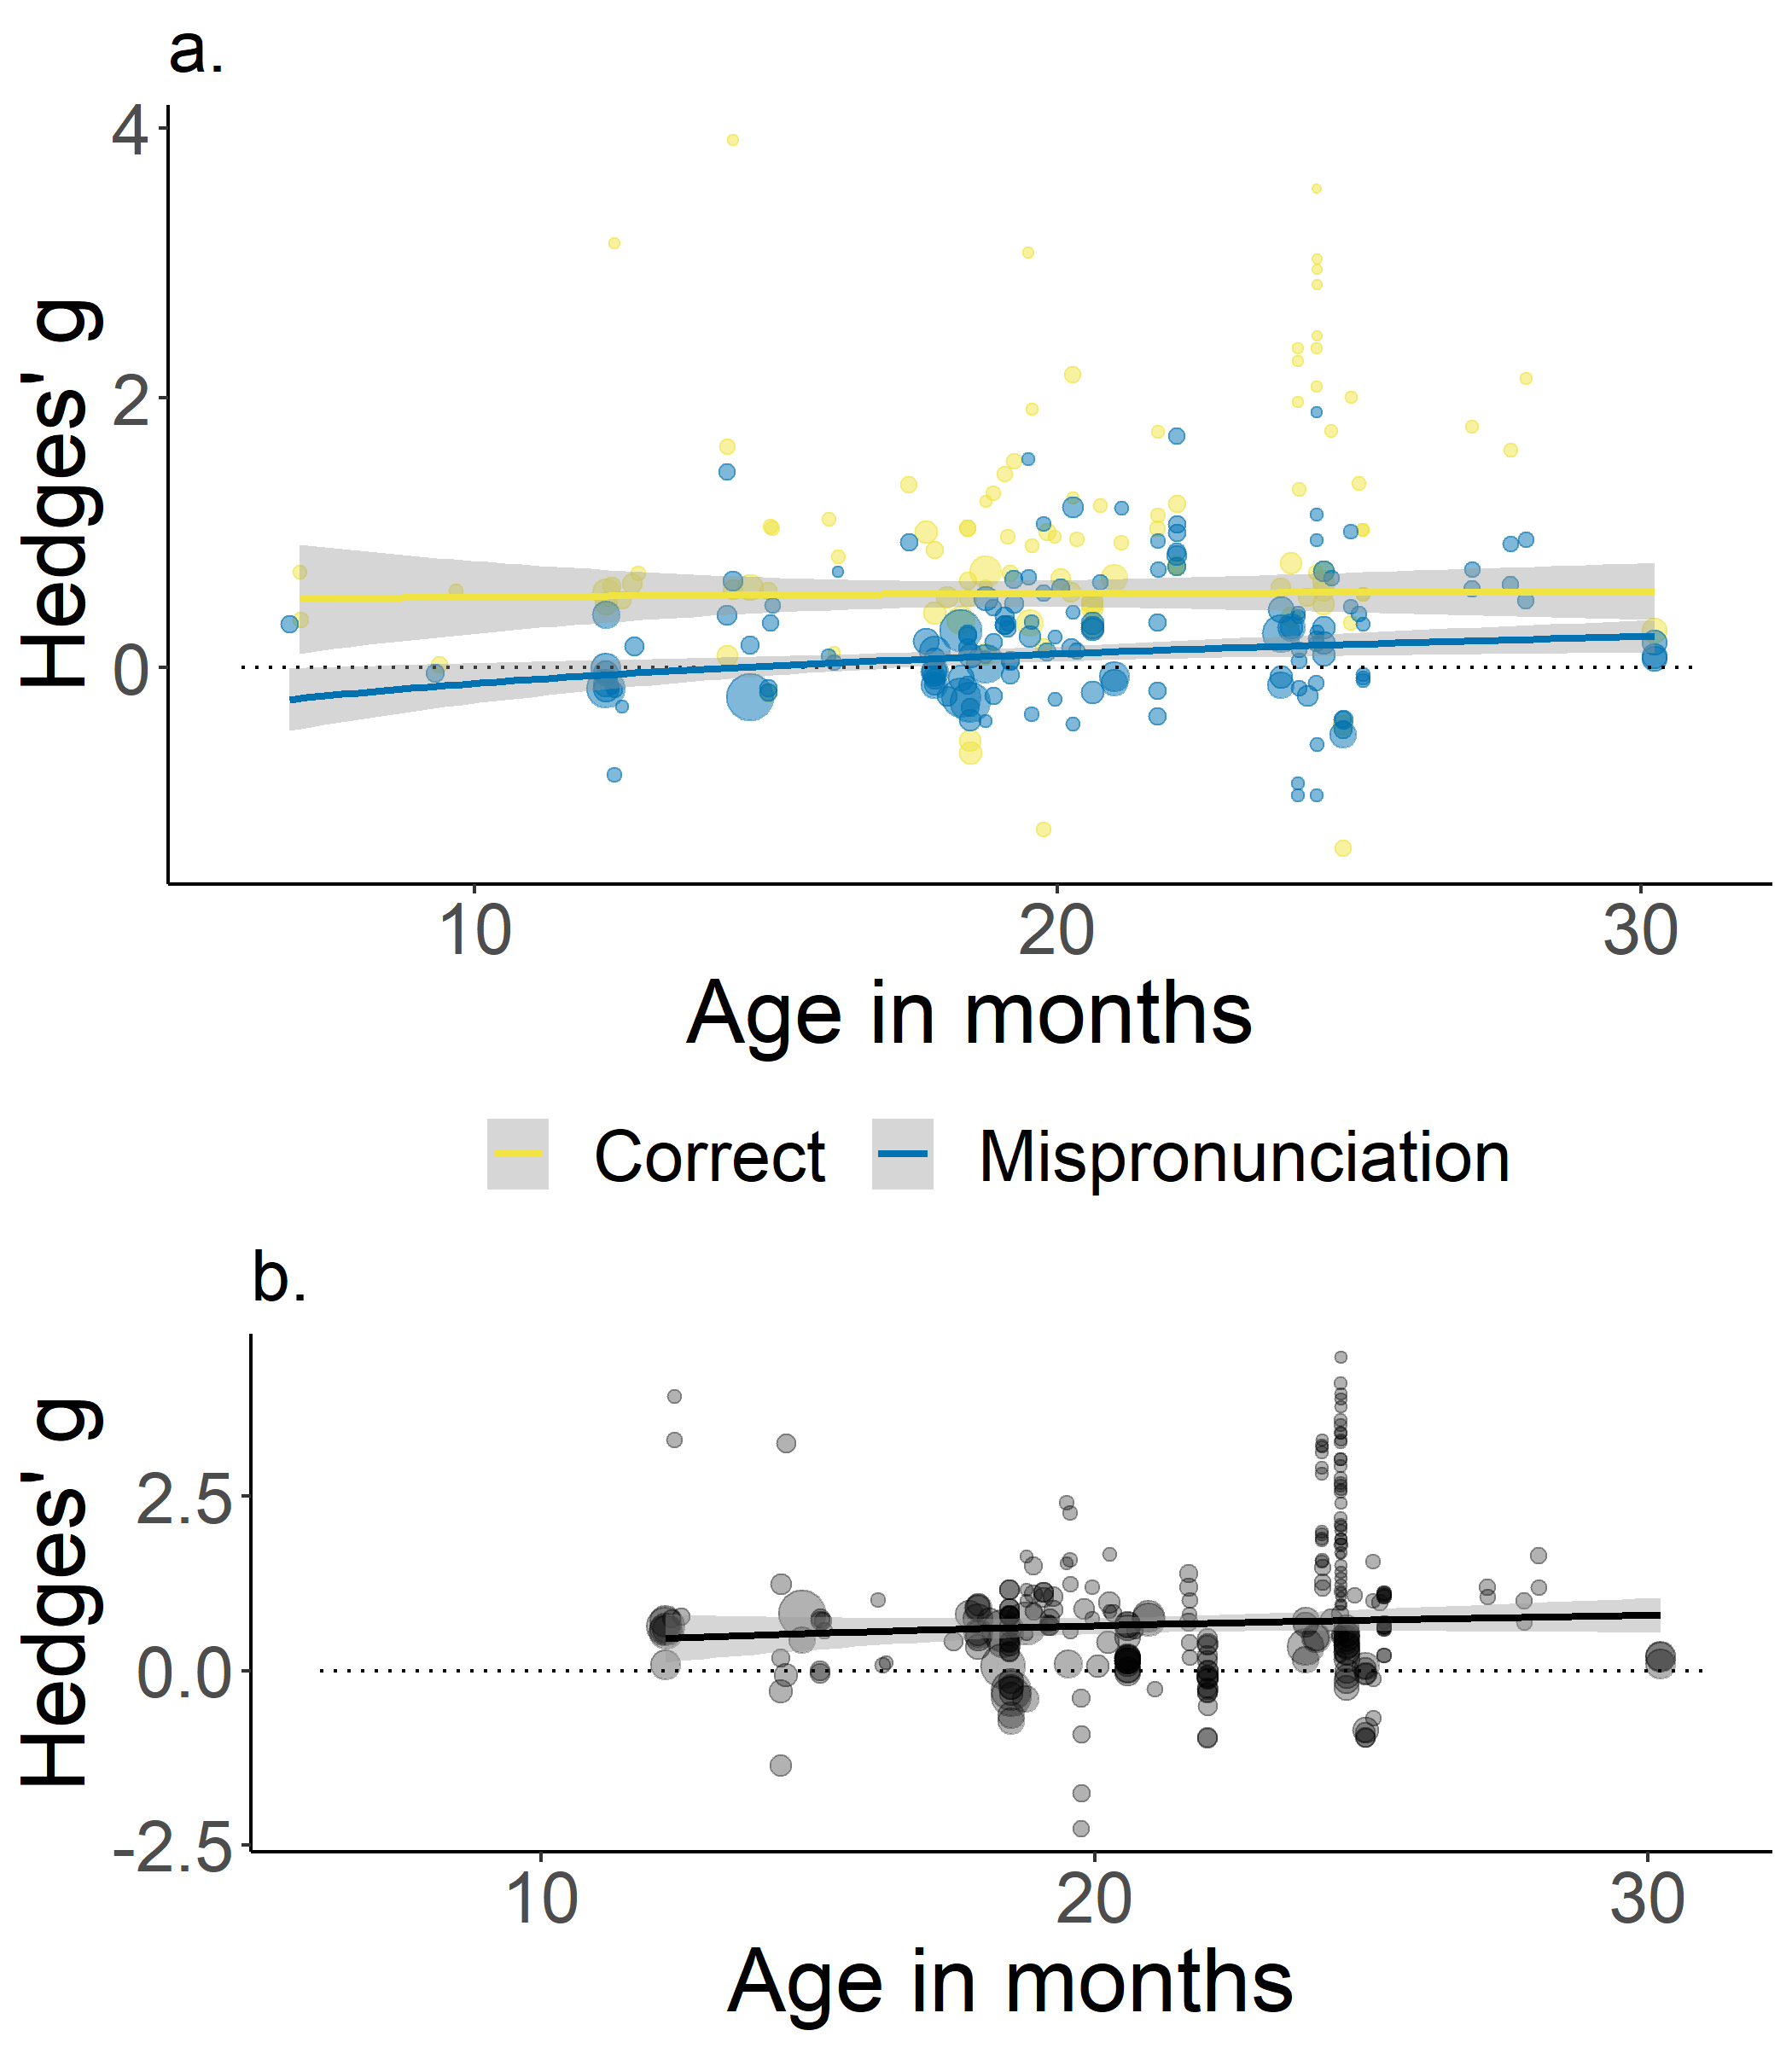 a.
4
2
0
Hedges' g
10 20 30
Age in months
Correct Mispronunciation
b.
2.5
0.0
-2.5
Hedges' g
10 20 30
Age in months